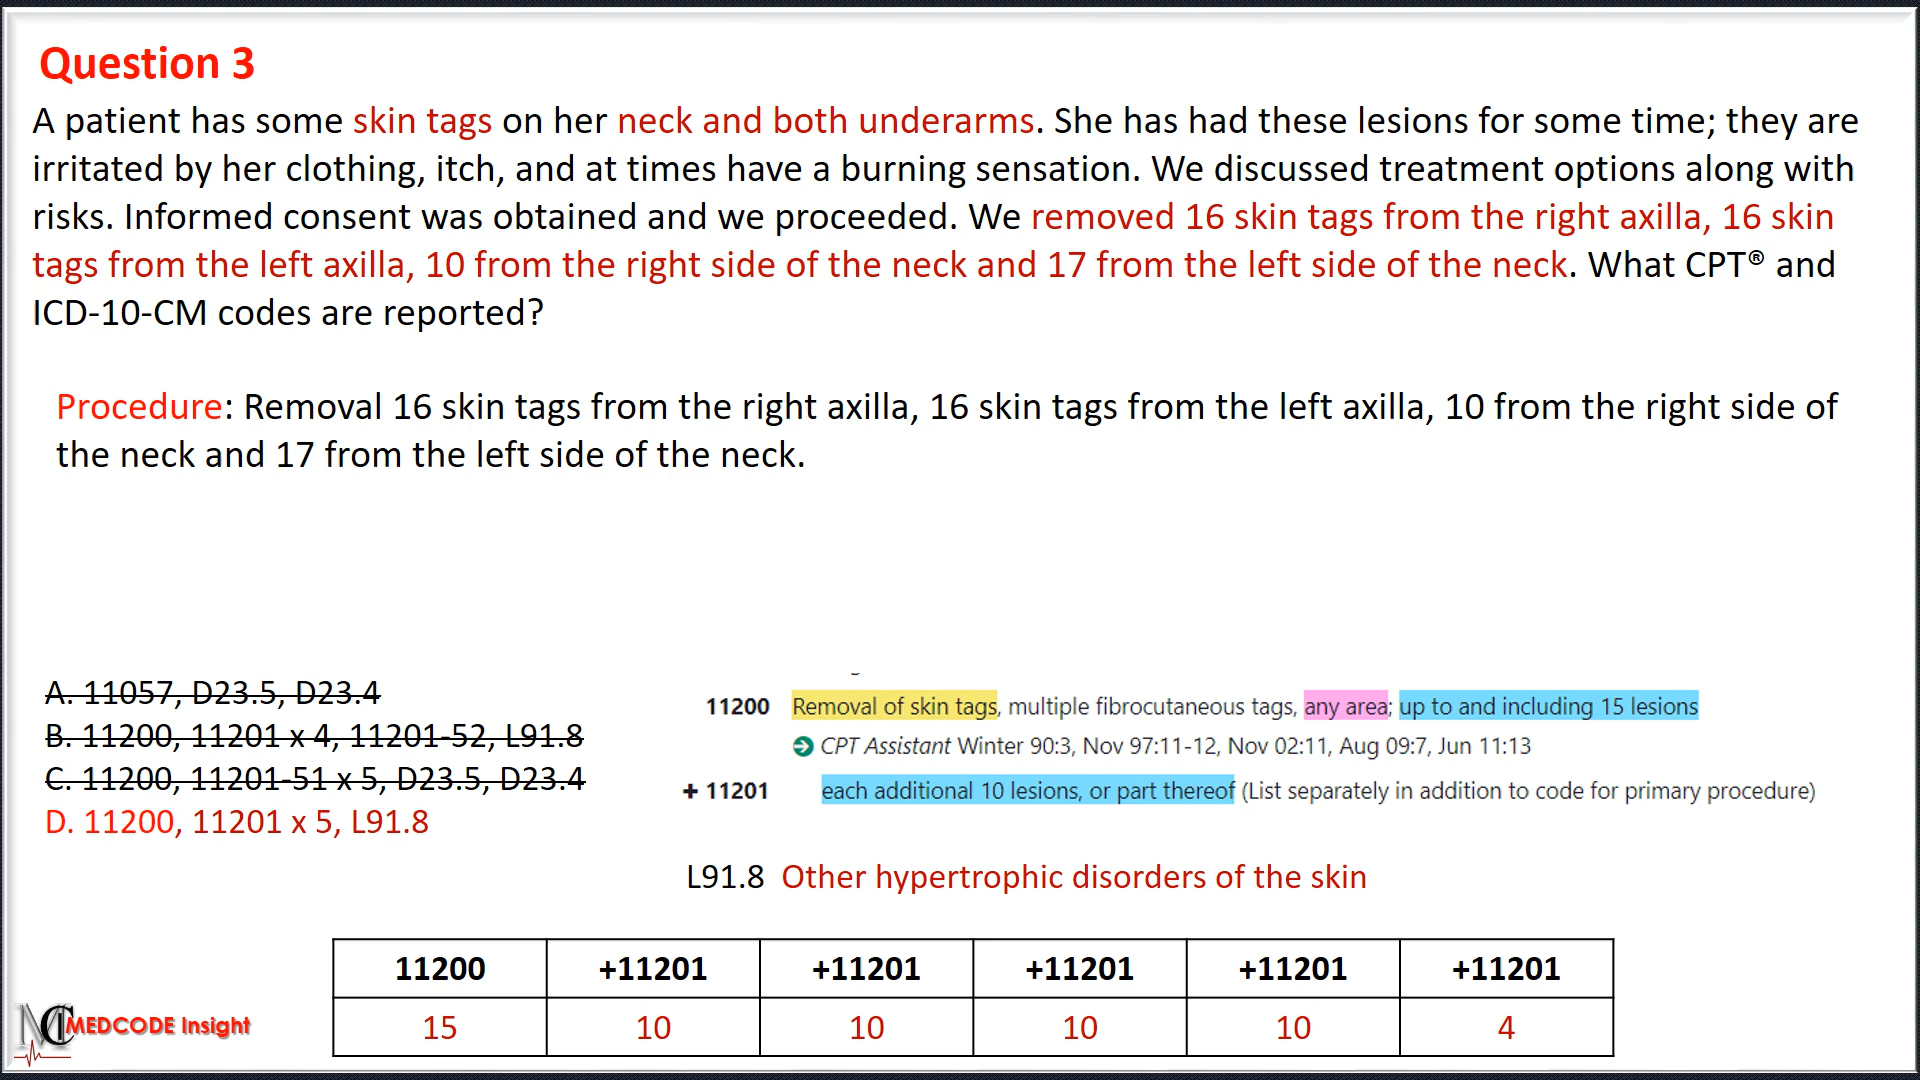 Question 3
A patient has some skin tags on her neck and both underarms. She has had these lesions for some time; they are
irritated by her clothing, itch, and at times have a burning sensation. We discussed treatment options along with
risks. Informed consent was obtained and we proceeded. We removed 16 skin tags from the right axilla, 16 skin
tags from the left axilla, 10 from the right side of the neck and 17 from the left side of the neck. What CPT® and
ICD-10-CM codes are reported?
Procedure: Removal 16 skin tags from the right axilla, 16 skin tags from the left axilla, 10 from the right side of
the neck and 17 from the left side of the neck.
A. 11057, D23.5, D23.4
B. 11200, 11201 x 4, 11201-52, L91.8
C. 11200, 11201-51 x 5, D23.5, D23.4
D. 11200, 11201 x 5, L91.8
11200 Removal of skin tags, multiple fibrocutaneous tags, any area; up to and including 15 lesions
CPT Assistant Winter 90:3, Nov 97:11-12, Nov 02:11, Aug 09:7, Jun 11:13
+ 11201 each additional 10 lesions, or part thereof (List separately in addition to code for primary procedure)
L91.8 Other hypertrophic disorders of the skin
11200 +11201 +11201 +11201 +11201 +11201
15 10 10 10 10 4
MC MEDCODE Insight